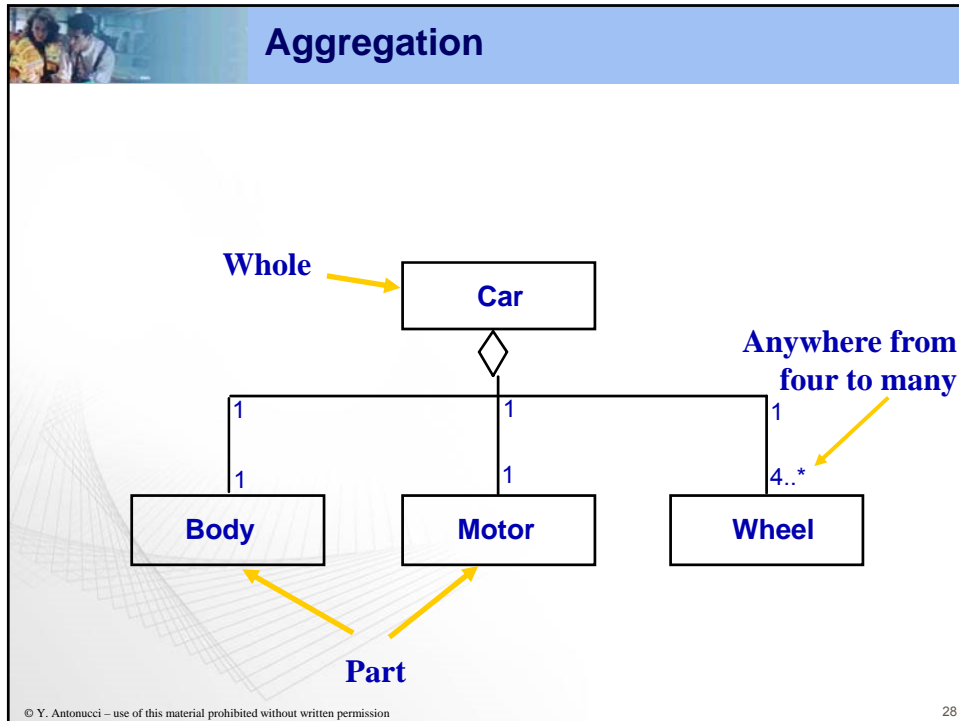 Aggregation
Whole
Car
Anywhere from
four to many
1
1
1
1
1
4..*
Body
Motor
Wheel
Part
© Y. Antonucci – use of this material prohibited without written permission
28